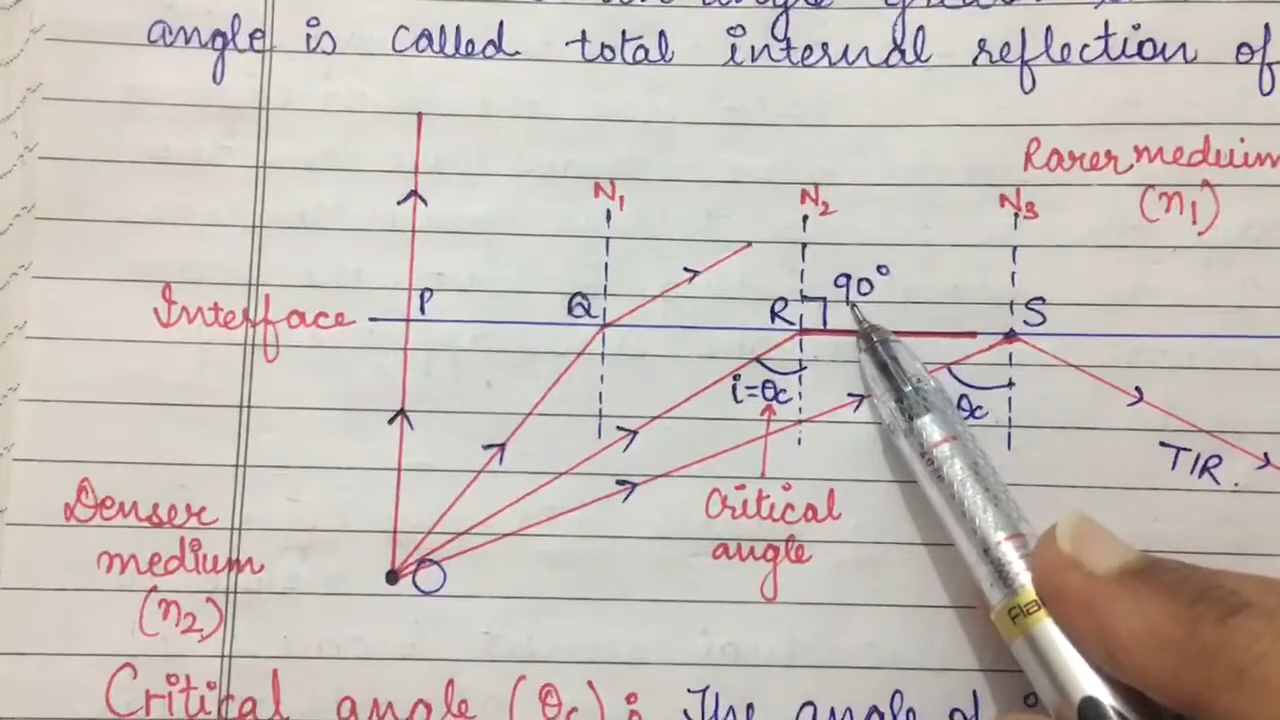 angle is called total internal reflection of
Rarer medium
(n1)
N1 N2 N3
90°
Interface P Q R S
i=θc θc
TIR.
Denser
medium
(n2)
O
Critical
angle
Fla
Critical angle (θc): The angle of i